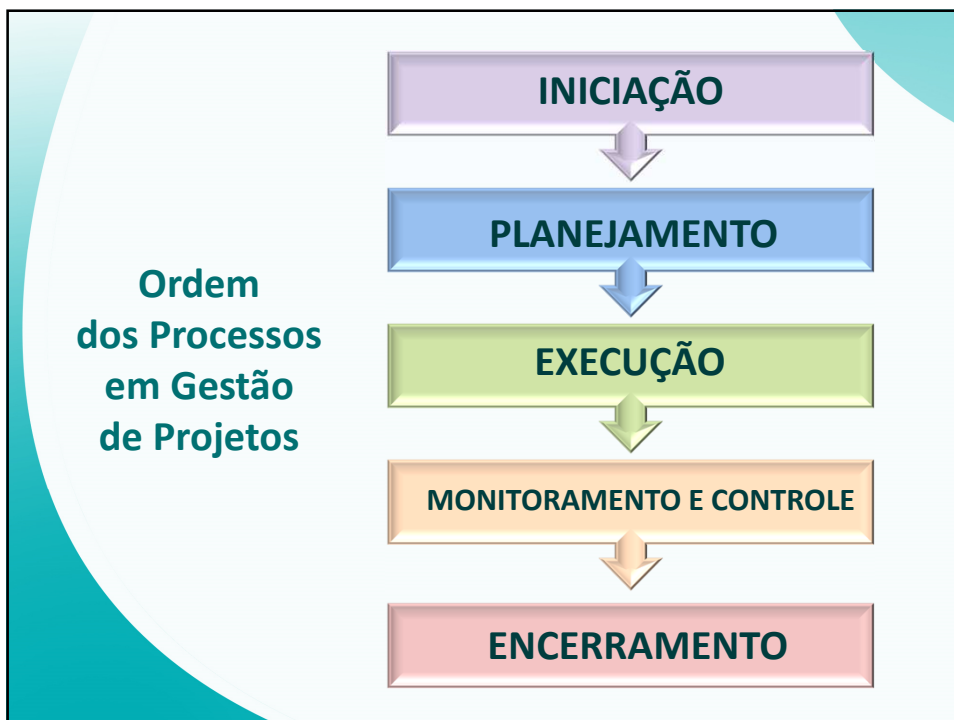 Ordem
dos Processos
em Gestão
de Projetos
INICIAÇÃO
PLANEJAMENTO
EXECUÇÃO
MONITORAMENTO E CONTROLE
ENCERRAMENTO